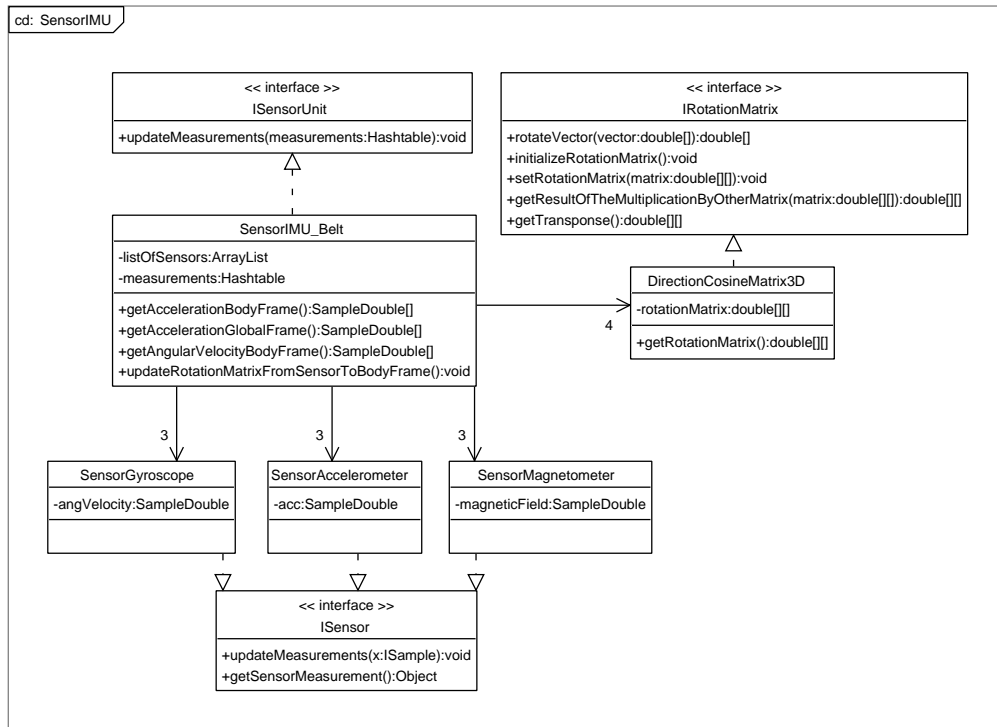 cd: SensorIMU
<< interface >>
ISensorUnit
+updateMeasurements(measurements:Hashtable):void
<< interface >>
IRotationMatrix
+rotateVector(vector:double[]):double[]
+initializeRotationMatrix():void
+setRotationMatrix(matrix:double[][]):void
+getResultOfTheMultiplicationByOtherMatrix(matrix:double[][]):double[][]
+getTransponse():double[][]
SensorIMU_Belt
-listOfSensors:ArrayList
-measurements:Hashtable
+getAccelerationBodyFrame():SampleDouble[]
+getAccelerationGlobalFrame():SampleDouble[]
+getAngularVelocityBodyFrame():SampleDouble[]
+updateRotationMatrixFromSensorToBodyFrame():void
4
DirectionCosineMatrix3D
-rotationMatrix:double[][]
+getRotationMatrix():double[][]
3
3
3
SensorGyroscope
-angVelocity:SampleDouble
SensorAccelerometer
-acc:SampleDouble
SensorMagnetometer
-magneticField:SampleDouble
<< interface >>
ISensor
+updateMeasurements(x:ISample):void
+getSensorMeasurement():Object